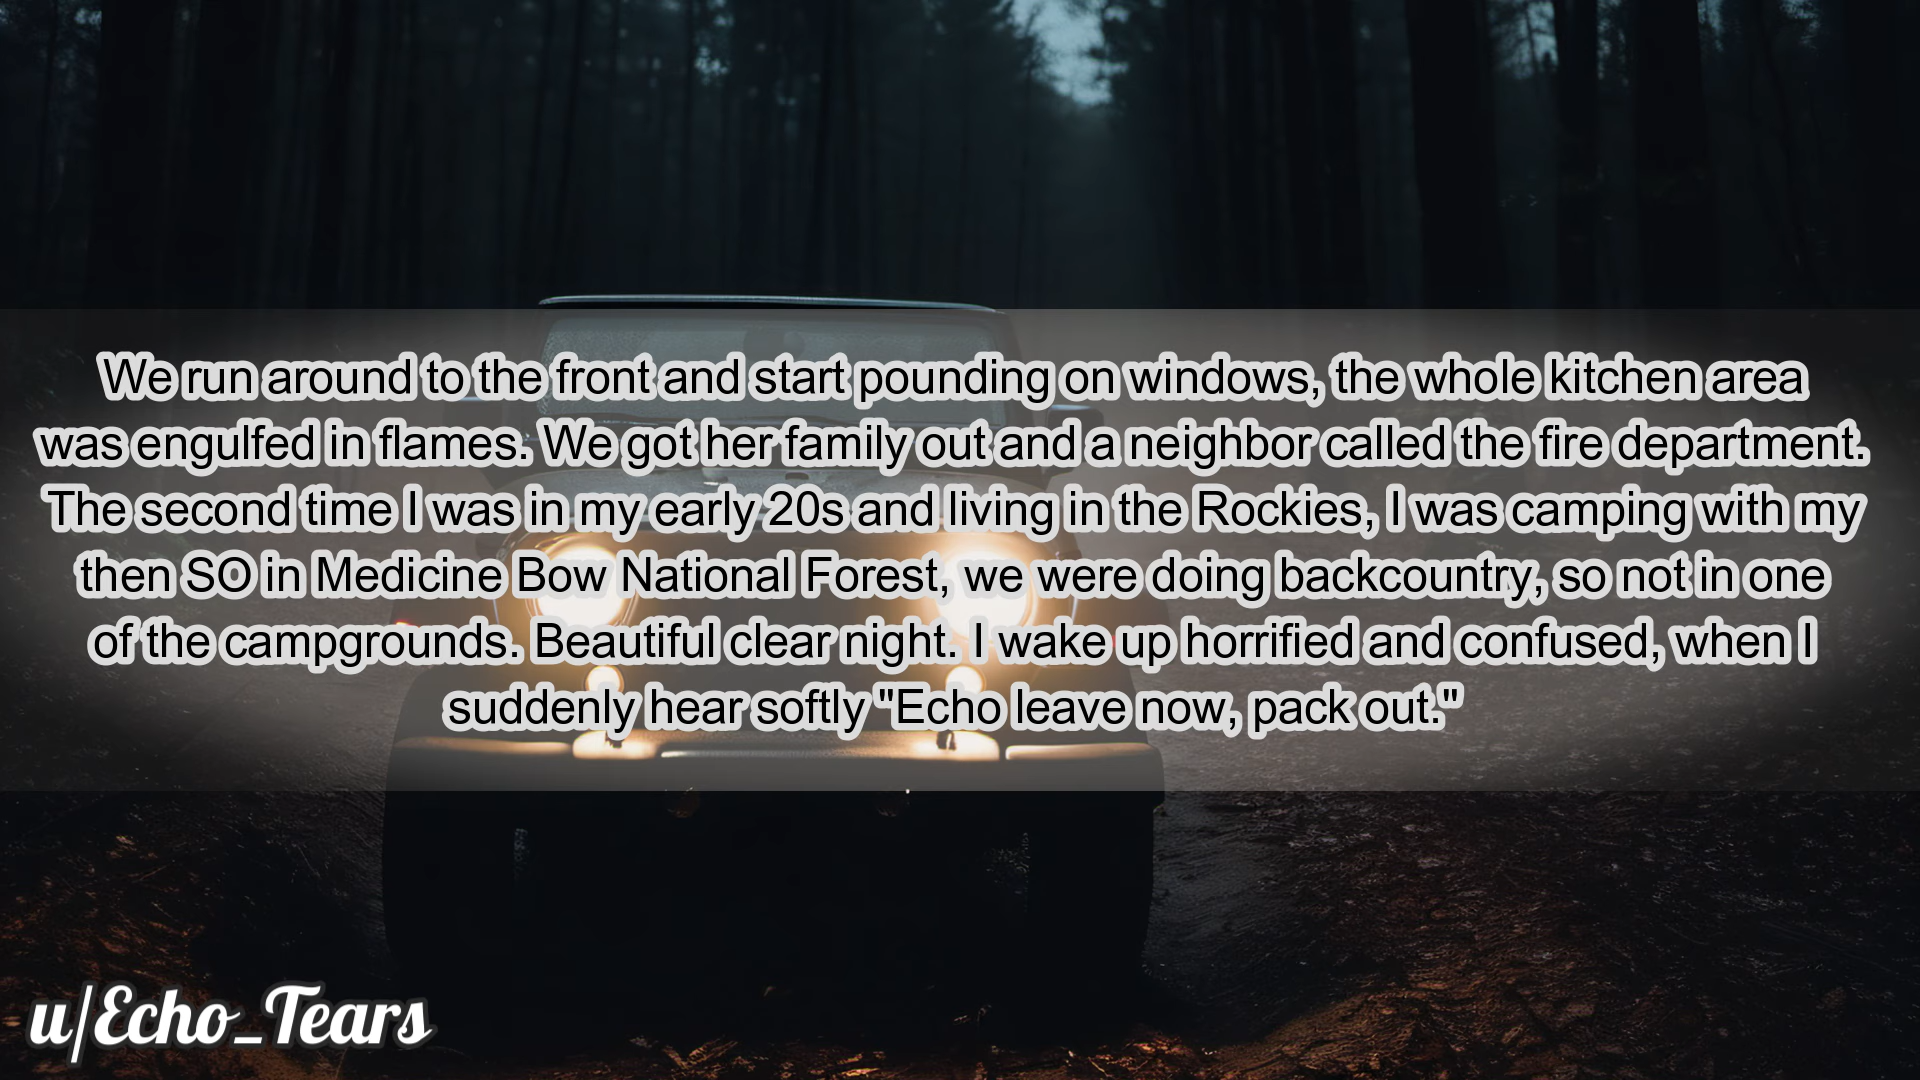 We run around to the front and start pounding on windows, the whole kitchen area
was engulfed in flames. We got her family out and a neighbor called the fire department.
The second time I was in my early 20s and living in the Rockies, I was camping with my
then SO in Medicine Bow National Forest, we were doing backcountry, so not in one
of the campgrounds. Beautiful clear night. I wake up horrified and confused, when I
suddenly hear softly "Echo leave now, pack out."
u/Echo_Tears